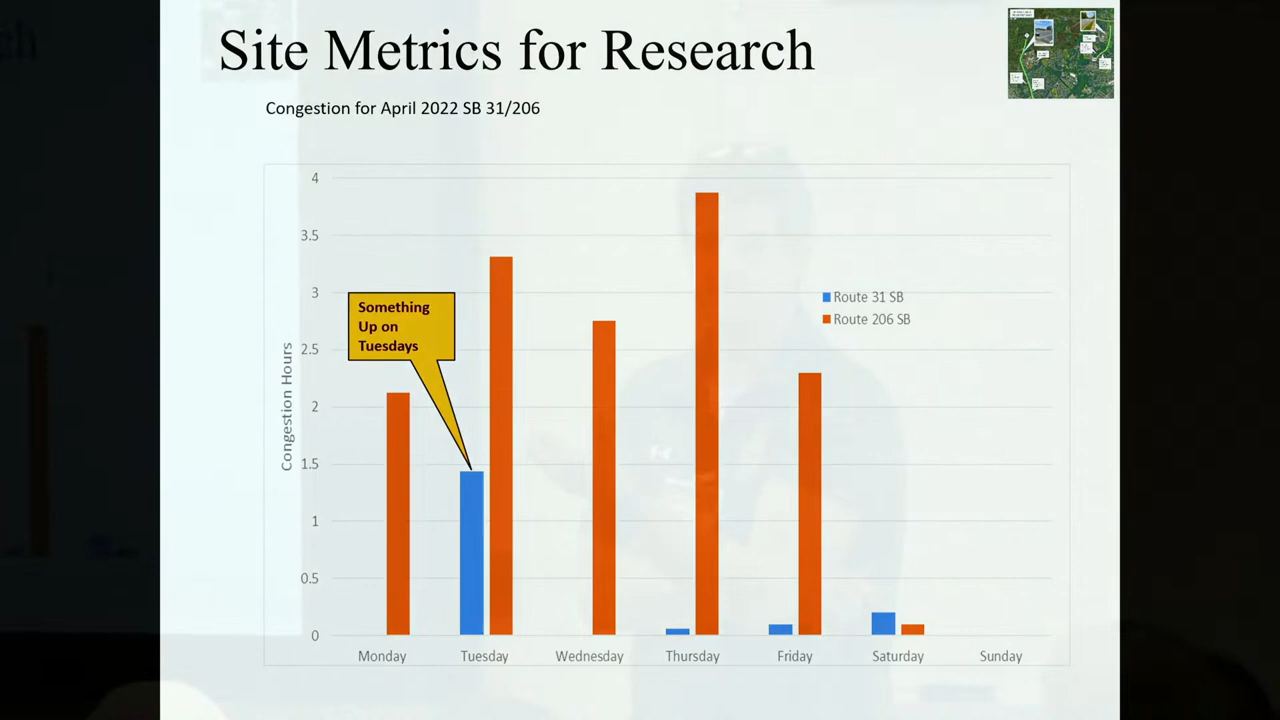 Site Metrics for Research
Congestion for April 2022 SB 31/206
4
3.5
3
2.5
2
1.5
1
0.5
0
Congestion Hours
Something
Up on
Tuesdays
Route 31 SB
Route 206 SB
Monday Tuesday Wednesday Thursday Friday Saturday Sunday